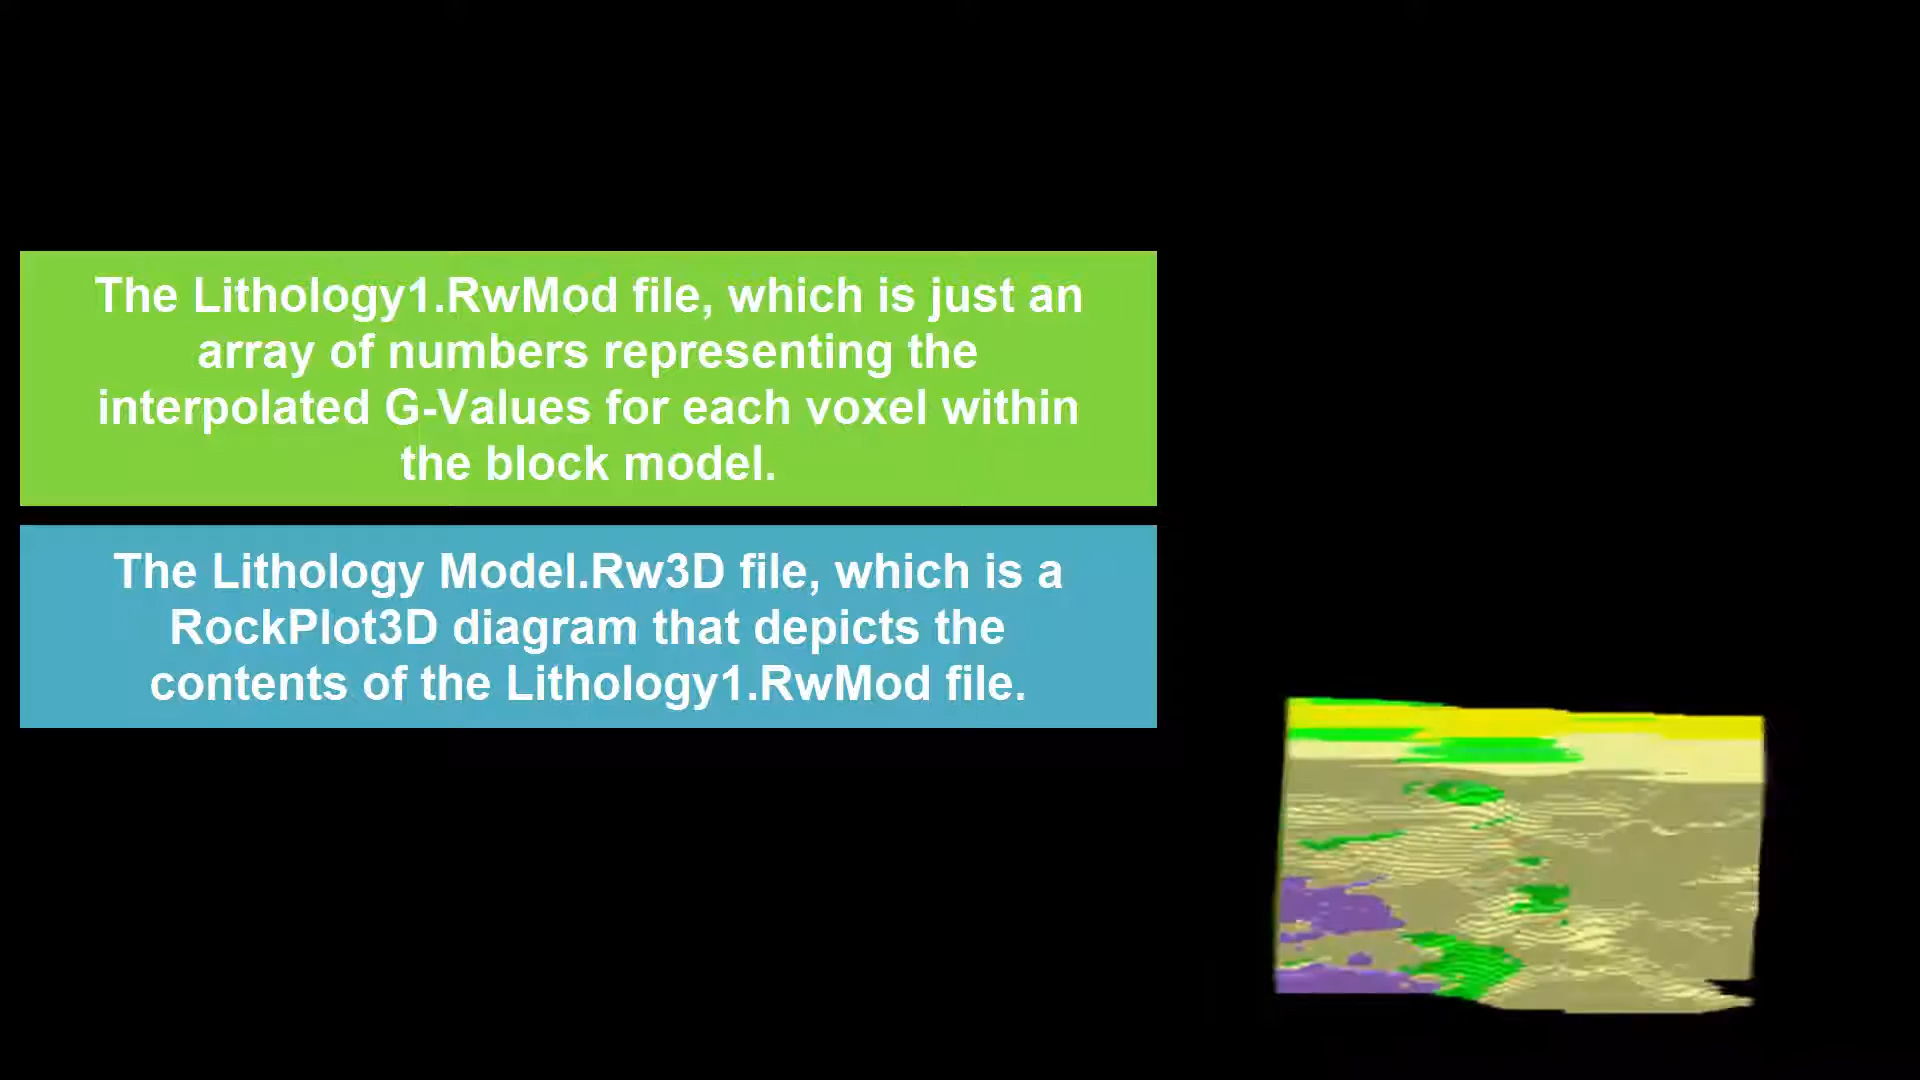 The Lithology1.RwMod file, which is just an
array of numbers representing the
interpolated G-Values for each voxel within
the block model.
The Lithology Model.Rw3D file, which is a
RockPlot3D diagram that depicts the
contents of the Lithology1.RwMod file.